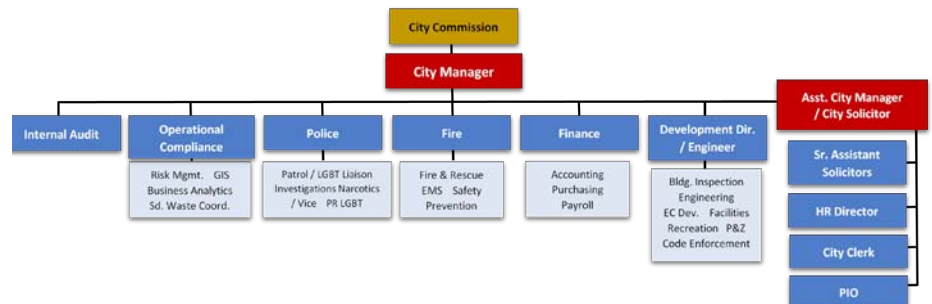 City Commission
City Manager
Asst. City Manager
/ City Solicitor
Internal Audit
Operational
Compliance
Risk Mgmt. GIS
Business Analytics
Sd. Waste Coord.
Police
Patrol / LGBT Liaison
Investigations Narcotics
/ Vice PR LGBT
Fire
Fire & Rescue
EMS Safety
Prevention
Finance
Accounting
Purchasing
Payroll
Development Dir.
/ Engineer
Bldg. Inspection
Engineering
EC Dev. Facilities
Recreation P&Z
Code Enforcement
Sr. Assistant
Solicitors
HR Director
City Clerk
PIO